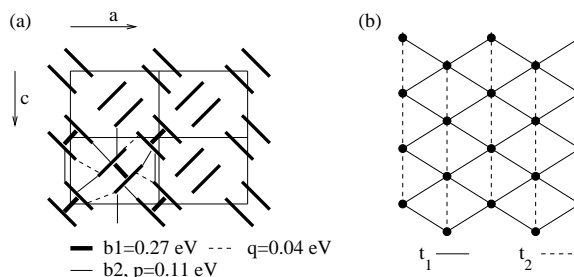 (a)
a
c
b1=0.27 eV q=0.04 eV
b2, p=0.11 eV
(b)
t₁ t₂